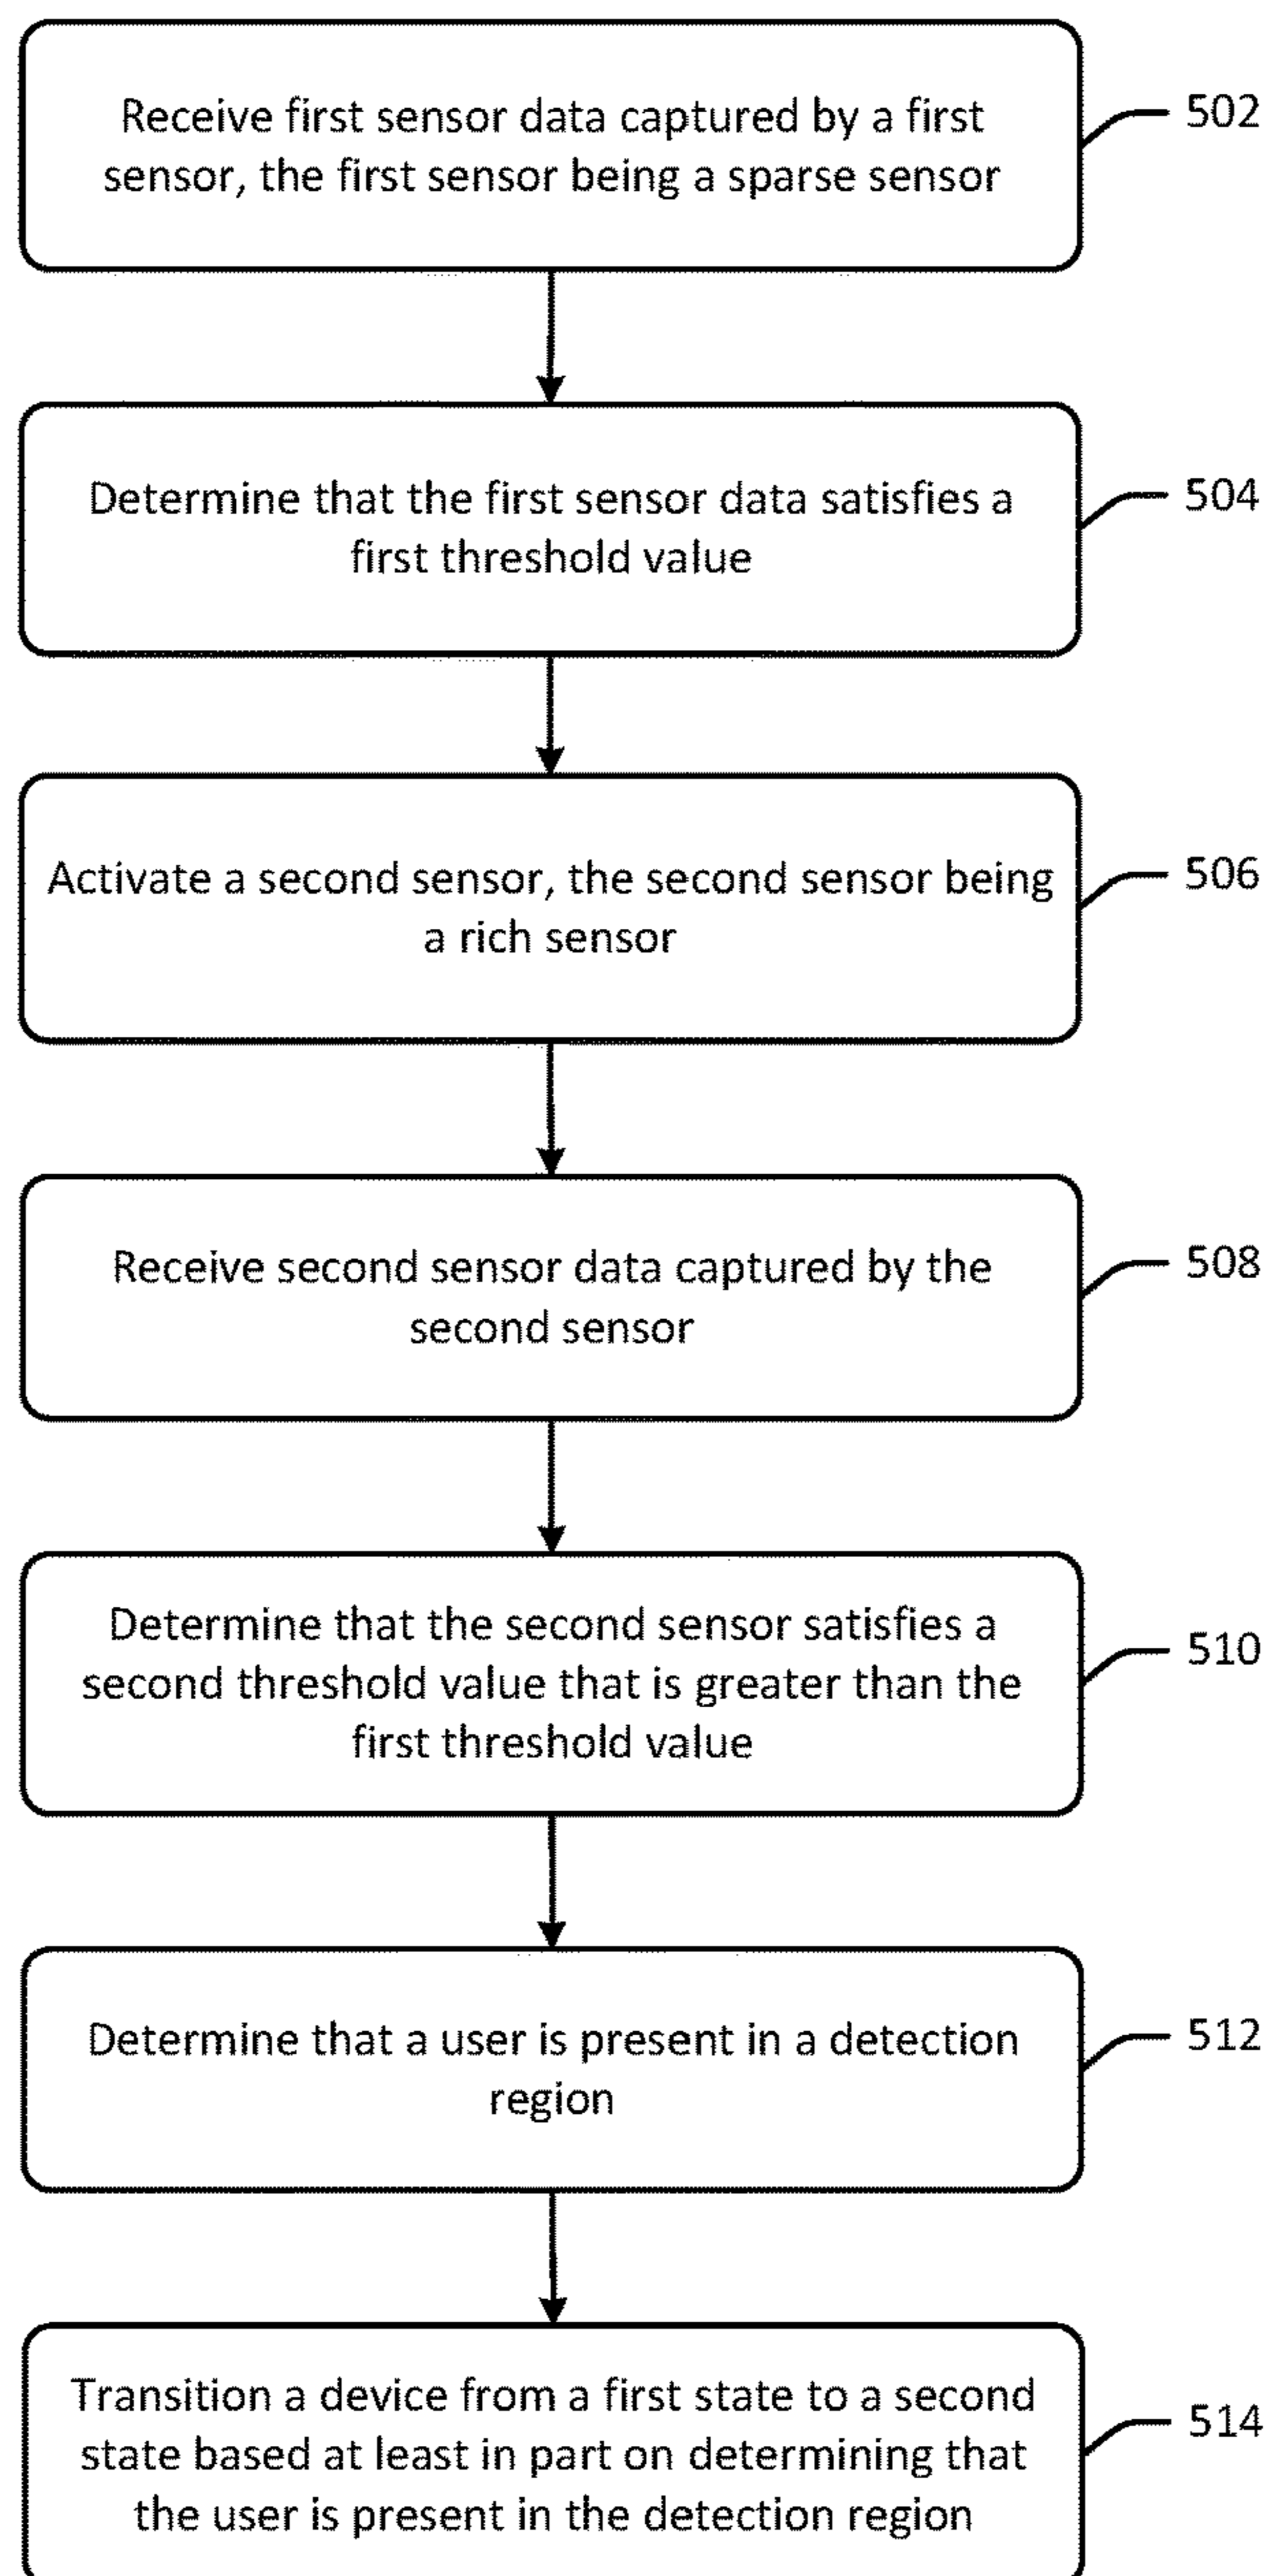 Receive first sensor data captured by a first
sensor, the first sensor being a sparse sensor
502
Determine that the first sensor data satisfies a
first threshold value
504
Activate a second sensor, the second sensor being
a rich sensor
506
Receive second sensor data captured by the
second sensor
508
Determine that the second sensor satisfies a
second threshold value that is greater than the
first threshold value
510
Determine that a user is present in a detection
region
512
Transition a device from a first state to a second
state based at least in part on determining that
the user is present in the detection region
514